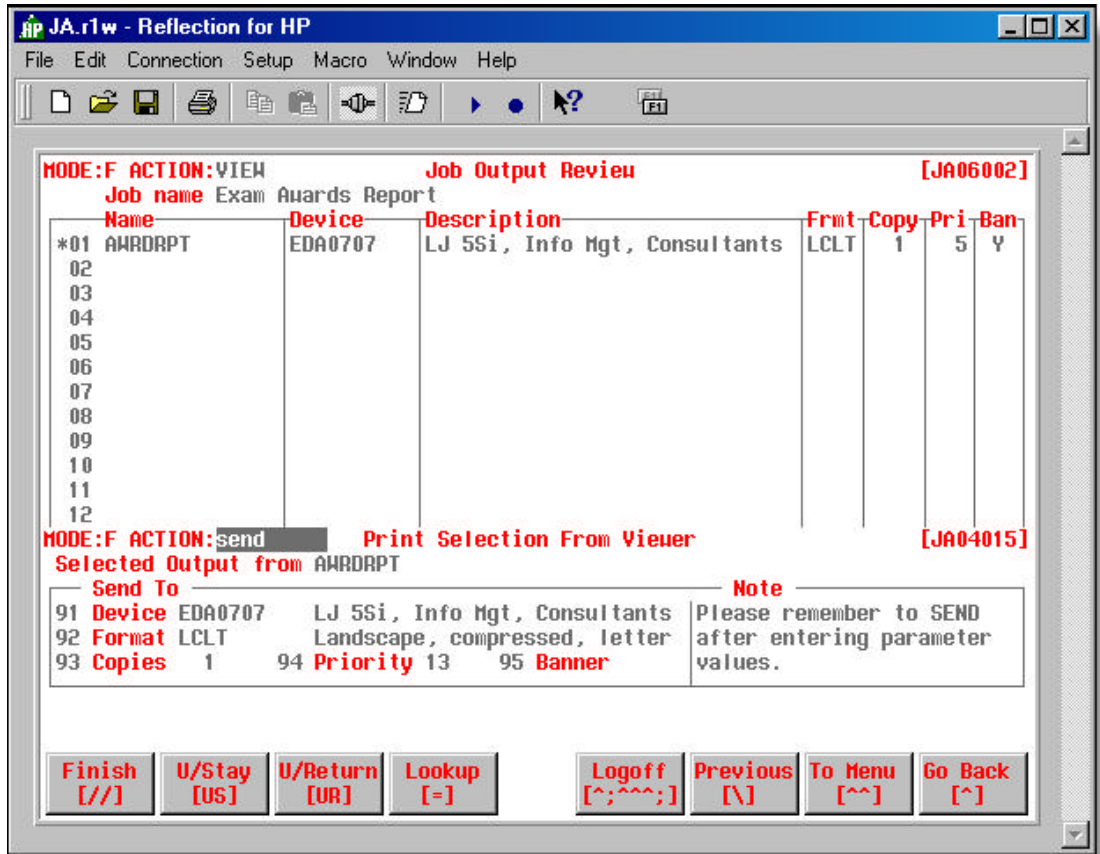 JA.r1w - Reflection for HP
File Edit Connection Setup Macro Window Help
MODE:F ACTION:VIEW Job Output Review [JA06002]
Job name Exam Awards Report
Name Device Description Frmt Copy Pri Ban
*01 AWRDRPT EDA0707 LJ 5Si, Info Mgt, Consultants LCLT 1 5 Y
02
03
04
05
06
07
08
09
10
11
12
MODE:F ACTION:send Print Selection From Viewer [JA04015]
Selected Output from AWRDRPT
Send To Note
91 Device EDA0707 LJ 5Si, Info Mgt, Consultants Please remember to SEND
92 Format LCLT Landscape, compressed, letter after entering parameter
93 Copies 1 94 Priority 13 95 Banner values.
Finish U/Stay U/Return Lookup Logoff Previous To Menu Go Back
[//] [US] [UR] [=] [^;^^^;] [\] [^^] [^]